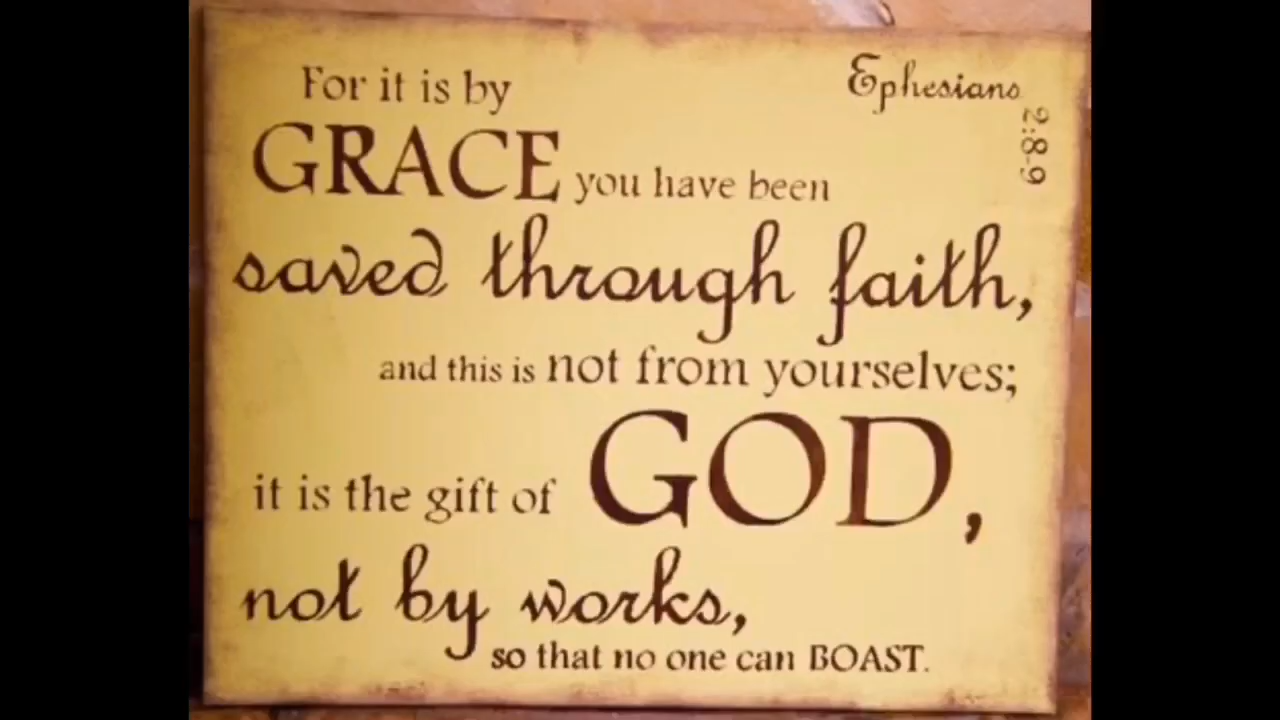 For it is by
Ephesians
2:8-9
GRACE you have been
saved through faith,
and this is not from yourselves;
it is the gift of GOD,
not by works,
so that no one can BOAST.